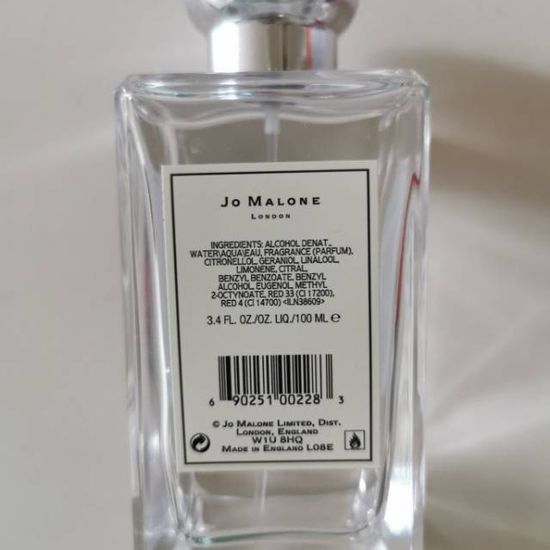 JO MALONE
LONDON
INGREDIENTS: ALCOHOL DENAT.,
WATER\AQUA\EAU, FRAGRANCE (PARFUM),
CITRONELLOL, GERANIOL, LINALOOL,
LIMONENE, CITRAL,
BENZYL BENZOATE, BENZYL
ALCOHOL, EUGENOL, METHYL
2-OCTYNOATE, RED 33 (CI 17200),
RED 4 (CI 14700) <ILN38609>
3.4 FL. OZ./OZ. LIQ./100 ML ℮
6 90251 00228 3
© JO MALONE LIMITED, DIST.
LONDON, ENGLAND
W1U 8HQ
MADE IN ENGLAND L08E